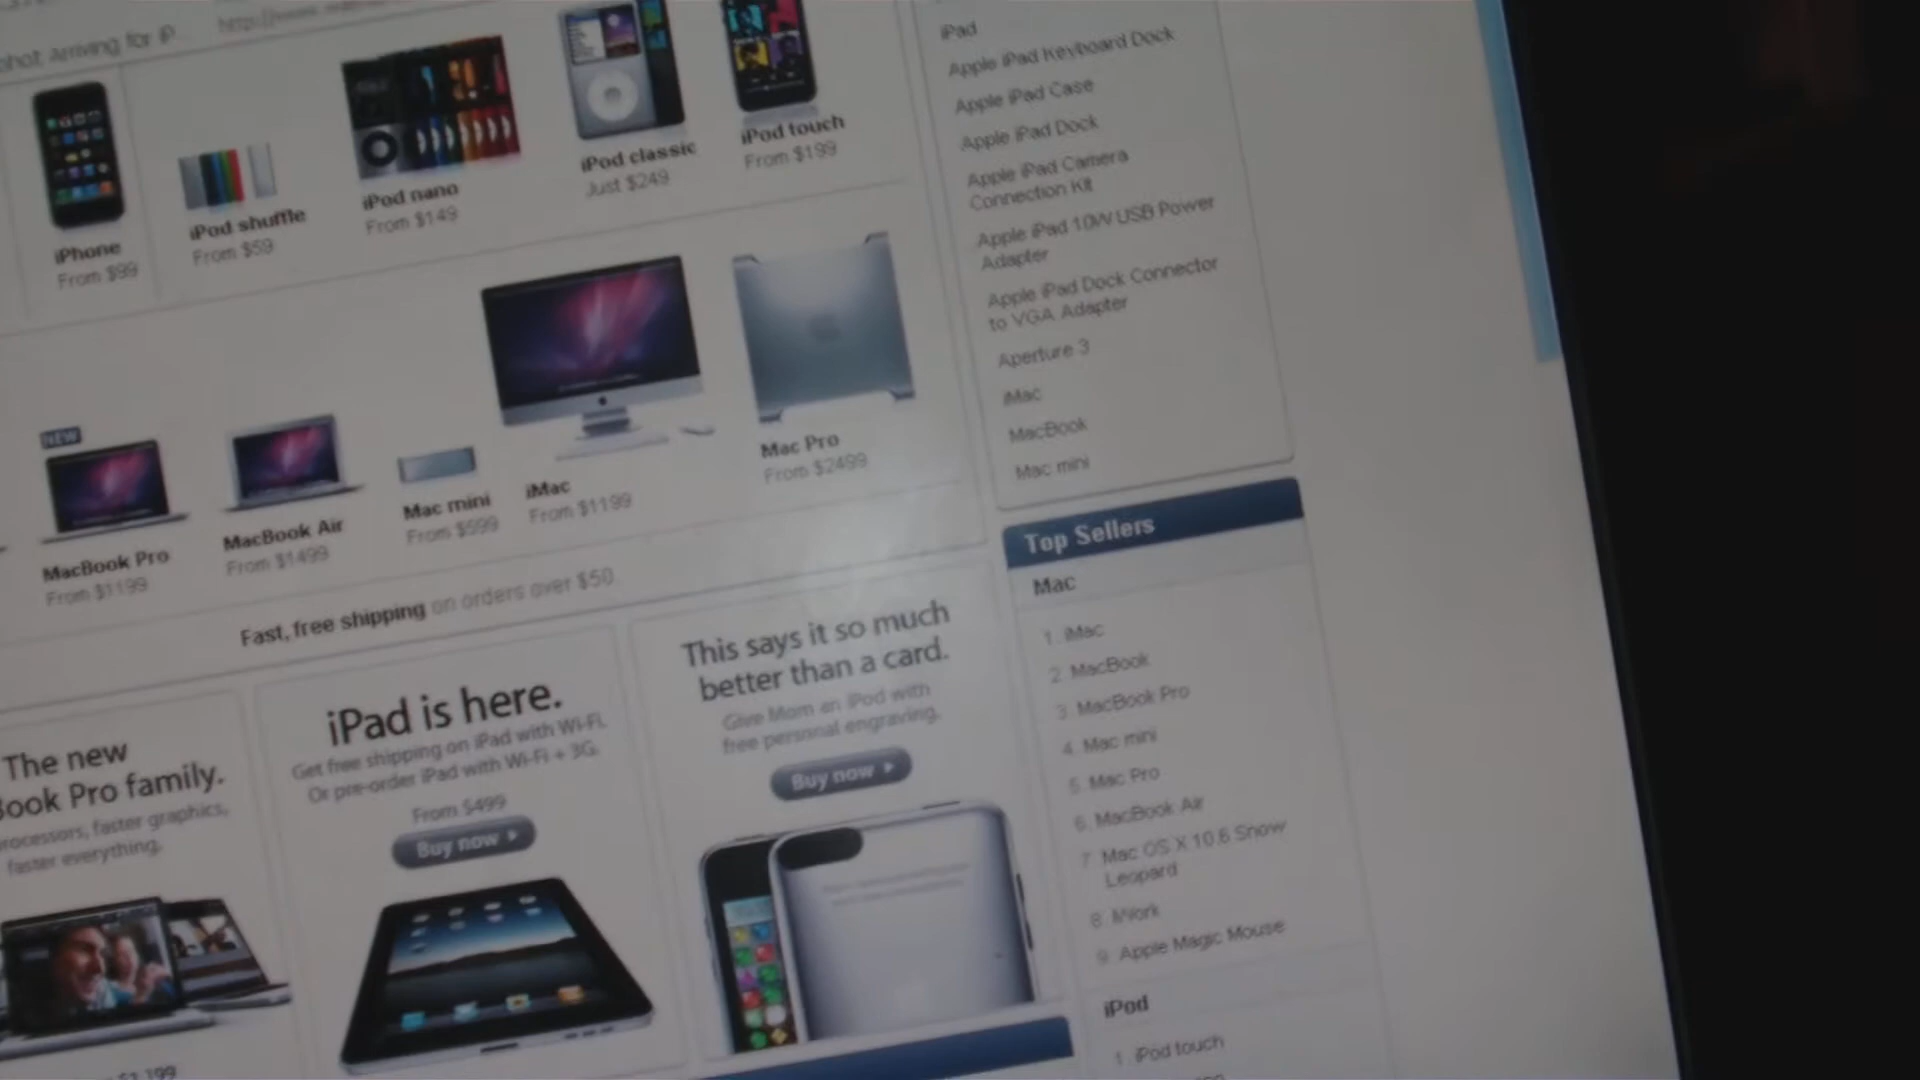 Arriving for iP...
iPhone
From $99
iPod shuffle
From $59
iPod nano
From $149
iPod classic
Just $249
iPod touch
From $199
NEW
MacBook Pro
From $1199
MacBook Air
From $1499
Mac mini
From $599
iMac
From $1199
Mac Pro
From $2499
Fast, free shipping on orders over $50.
The new
Book Pro family.
processors, faster graphics,
faster everything.
$1,199
iPad is here.
Get free shipping on iPad with Wi-Fi.
Or pre-order iPad with Wi-Fi + 3G.
From $499
Buy now
This says it so much
better than a card.
Give Mom an iPod with
free personal engraving.
Buy now
iPad
Apple iPad Keyboard Dock
Apple iPad Case
Apple iPad Dock
Apple iPad Camera
Connection Kit
Apple iPad 10W USB Power
Adapter
Apple iPad Dock Connector
to VGA Adapter
Aperture 3
iMac
MacBook
Mac mini
Top Sellers
Mac
1. iMac
2. MacBook
3. MacBook Pro
4. Mac mini
5. Mac Pro
6. MacBook Air
7. Mac OS X 10.6 Snow
Leopard
8. iWork
9. Apple Magic Mouse
iPod
1. iPod touch